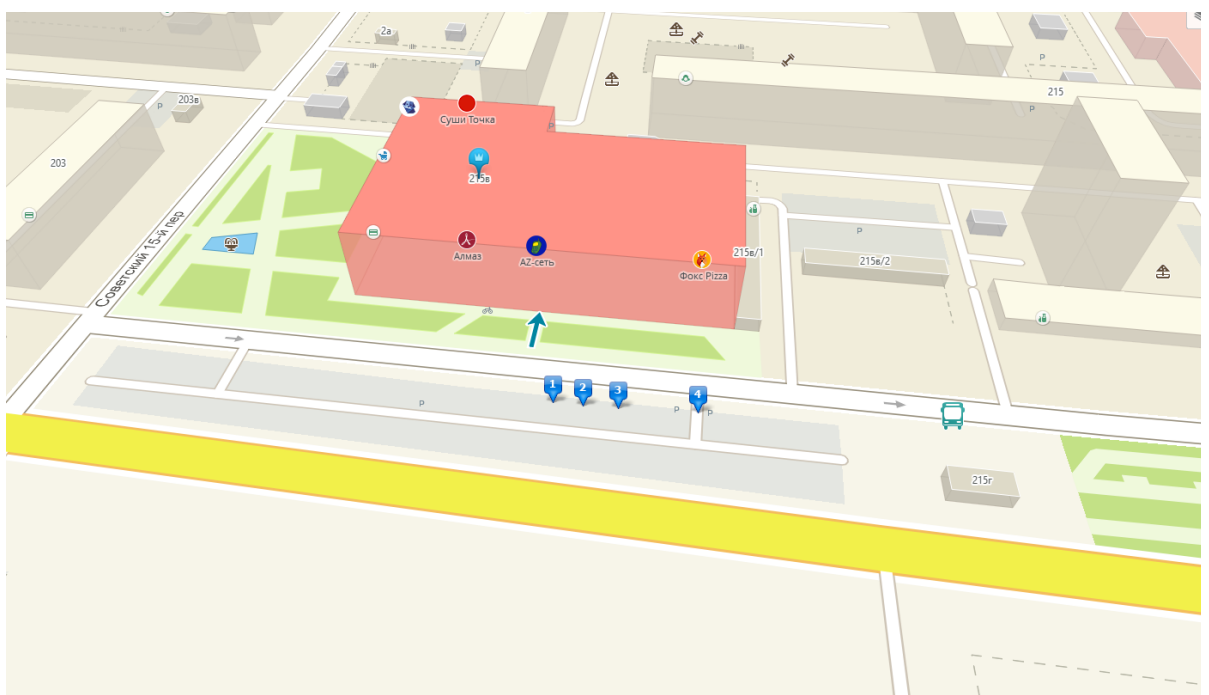 2а
P
P
215
203в
P
P
Суши Точка
P
203
215в
Советский 15-й пер
P
Алмаз
AZ-сеть
215в/1
215в/2
Фокс Pizza
1
2
3
4
P
P
P
215г